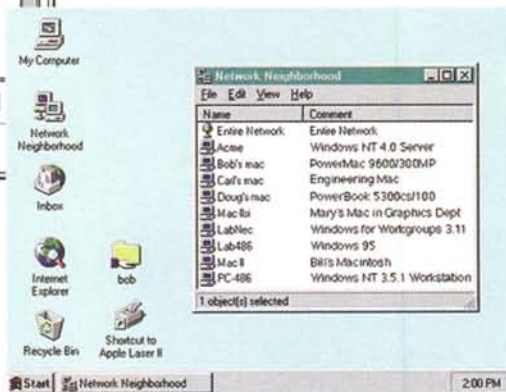 My Computer
Network
Neighborhood
Inbox
Internet
Explorer
bob
Recycle Bin
Shortcut to
Apple Laser II
Network Neighborhood
File Edit View Help
Name Comment
Entire Network Entire Network
Acme Windows NT 4.0 Server
Bob's mac PowerMac 9600/300MP
Carl's mac Engineering Mac
Doug's mac PowerBook 5300cs/100
Mac IIsi Mary's Mac in Graphics Dept
LabNec Windows for Workgroups 3.11
Lab486 Windows 95
Mac II Bill's Macintosh
PC-486 Windows NT 3.5.1 Workstation
1 object(s) selected
Start Network Neighborhood 2:00 PM